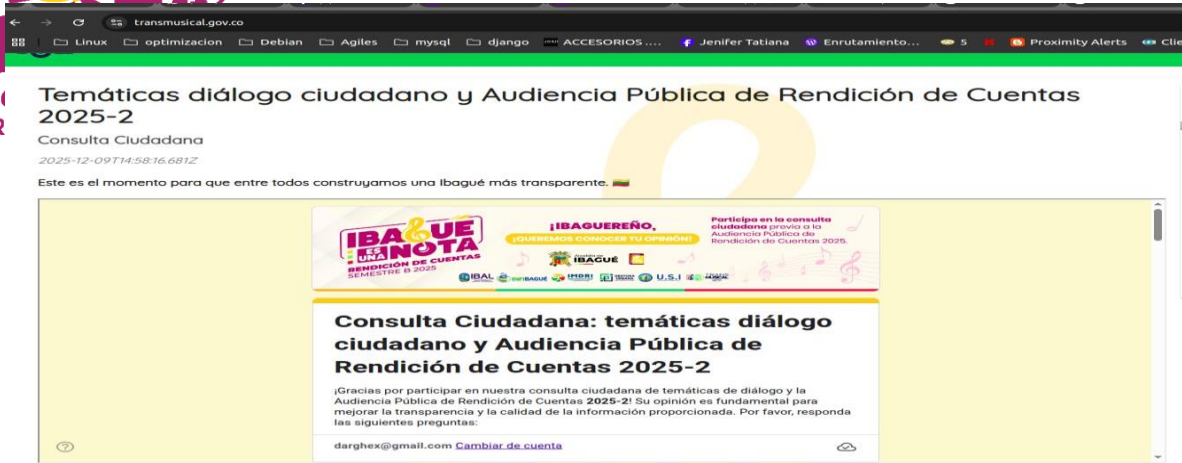 transmusical.gov.co
Linux optimizacion Debian Agiles mysql django ACCESORIOS .... Jenifer Tatiana Enrutamiento... 5 Proximity Alerts Clie
Temáticas diálogo ciudadano y Audiencia Pública de Rendición de Cuentas
2025-2
Consulta Ciudadana
2025-12-09T14:58:16.681Z
Este es el momento para que entre todos construyamos una Ibagué más transparente.
IBAGUÉ
ES
UNA NOTA
RENDICIÓN DE CUENTAS
SEMESTRE B 2025
¡IBAGUEREÑO,
¡QUEREMOS CONOCER TU OPINIÓN!
Participa en la consulta
ciudadana previa a la
Audiencia Pública de
Rendición de Cuentas 2025.
IBAGUÉ
IBAL INFIBAGUÉ IMDRI U.S.I
Consulta Ciudadana: temáticas diálogo
ciudadano y Audiencia Pública de
Rendición de Cuentas 2025-2
¡Gracias por participar en nuestra consulta ciudadana de temáticas de diálogo y la
Audiencia Pública de Rendición de Cuentas 2025-2! Su opinión es fundamental para
mejorar la transparencia y la calidad de la información proporcionada. Por favor, responda
las siguientes preguntas:
darghex@gmail.com Cambiar de cuenta